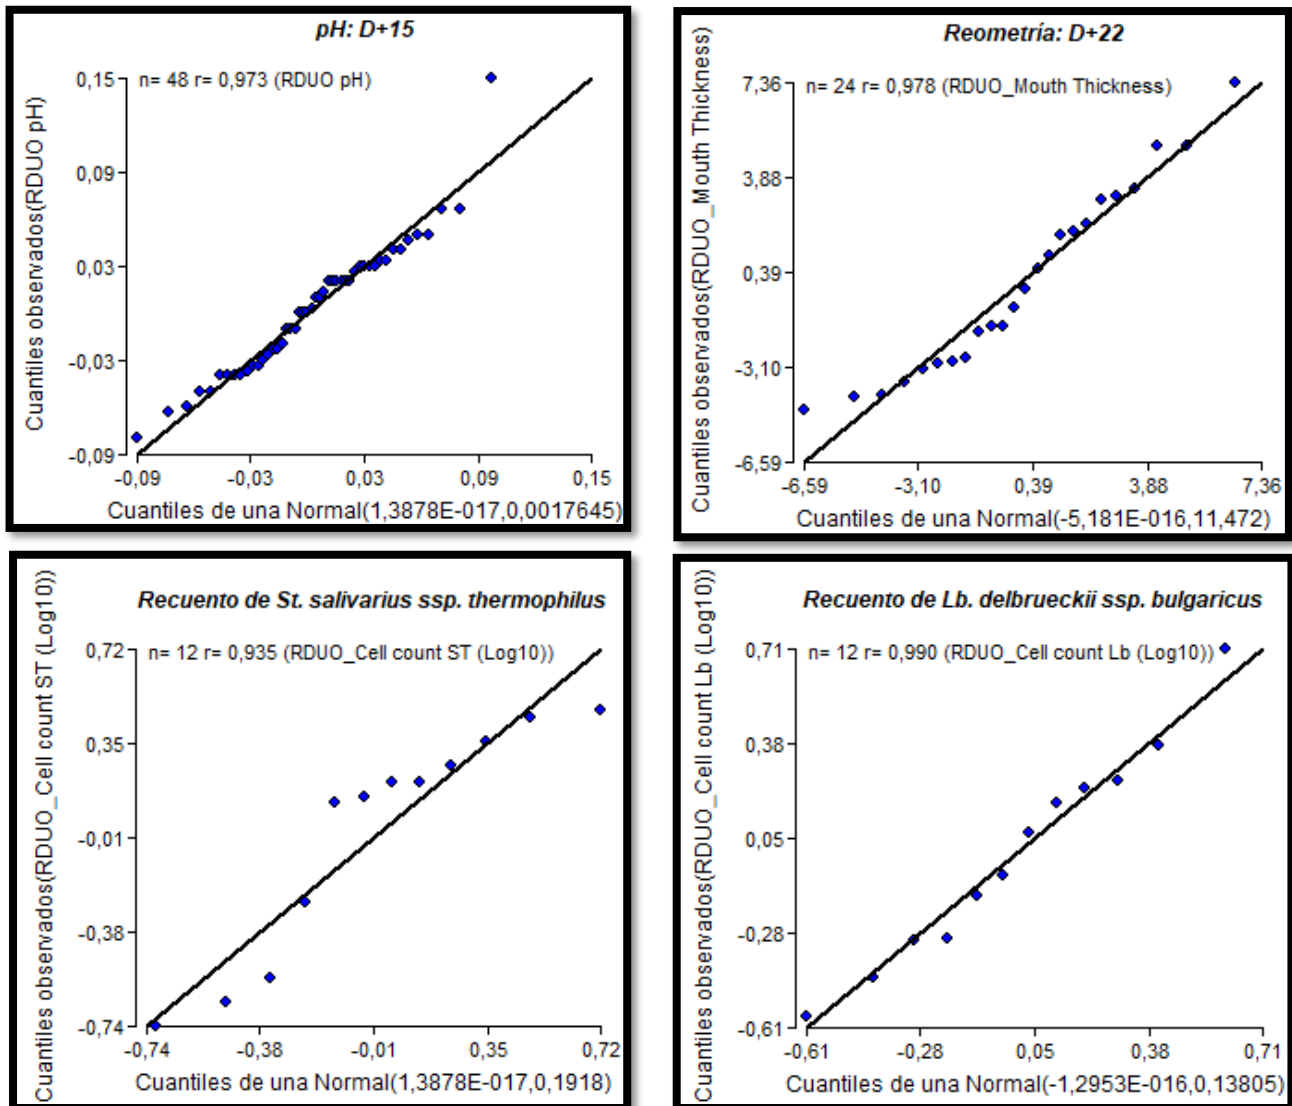 pH: D+15
n= 48 r= 0,973 (RDUO pH)
Cuantiles observados(RDUO pH)
0,15
0,09
0,03
-0,03
-0,09
-0,09 -0,03 0,03 0,09 0,15
Cuantiles de una Normal(1,3878E-017,0,0017645)
Reometría: D+22
n= 24 r= 0,978 (RDUO_Mouth Thickness)
Cuantiles observados(RDUO_Mouth Thickness)
7,36
3,88
0,39
-3,10
-6,59
-6,59 -3,10 0,39 3,88 7,36
Cuantiles de una Normal(-5,181E-016,11,472)
Recuento de St. salivarius ssp. thermophilus
n= 12 r= 0,935 (RDUO_Cell count ST (Log10))
Cuantiles observados(RDUO_Cell count ST (Log10))
0,72
0,35
-0,01
-0,38
-0,74
-0,74 -0,38 -0,01 0,35 0,72
Cuantiles de una Normal(1,3878E-017,0,1918)
Recuento de Lb. delbrueckii ssp. bulgaricus
n= 12 r= 0,990 (RDUO_Cell count Lb (Log10))
Cuantiles observados(RDUO_Cell count Lb (Log10))
0,71
0,38
0,05
-0,28
-0,61
-0,61 -0,28 0,05 0,38 0,71
Cuantiles de una Normal(-1,2953E-016,0,13805)